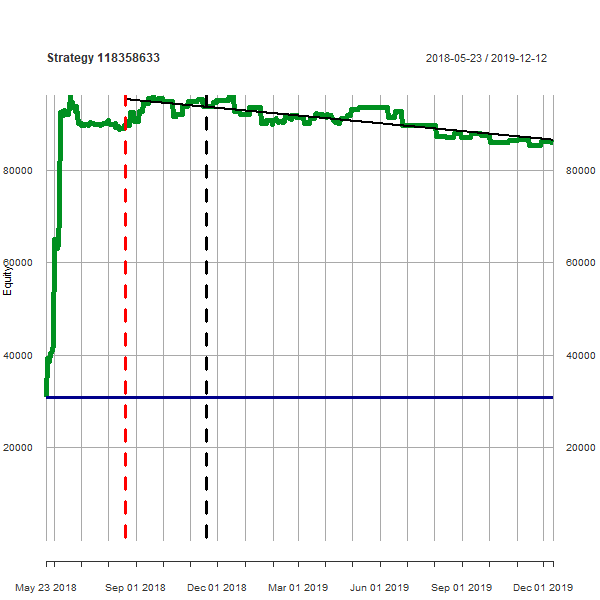 Strategy 118358633
2018-05-23 / 2019-12-12
80000 80000
60000 60000
Equity
40000 40000
20000 20000
May 23 2018 Sep 01 2018 Dec 01 2018 Mar 01 2019 Jun 01 2019 Sep 01 2019 Dec 01 2019